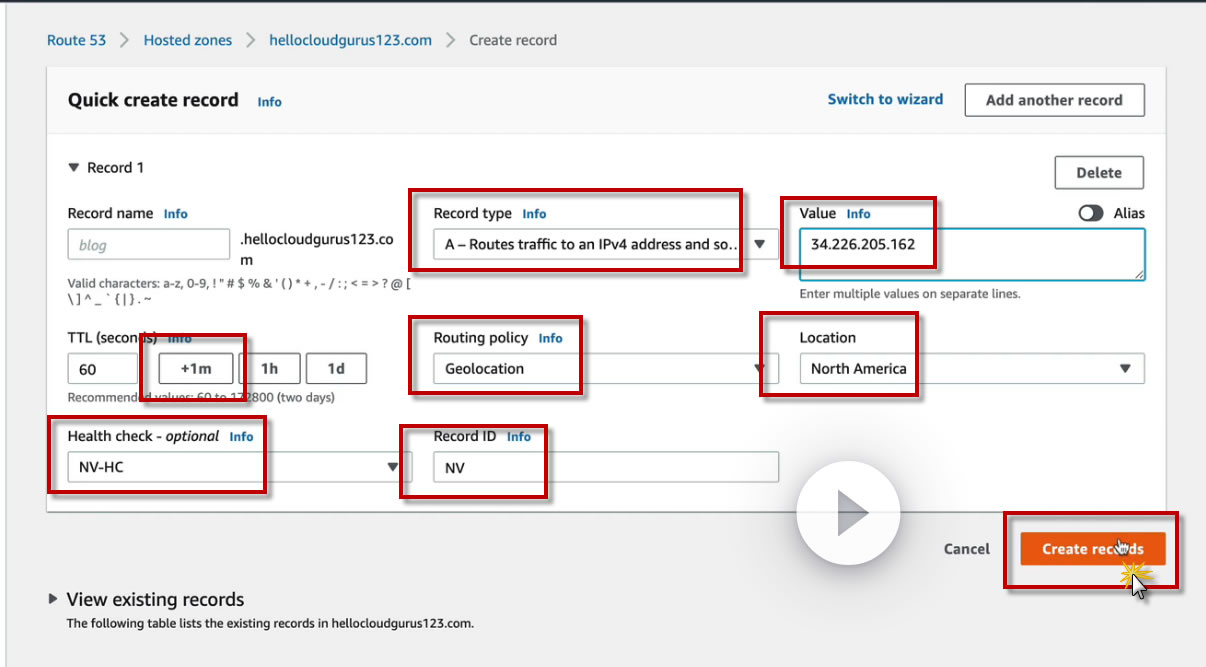 Route 53 > Hosted zones > hellocloudgurus123.com > Create record
Quick create record Info
Switch to wizard
Add another record
Record 1
Delete
Record name Info
blog
.hellocloudgurus123.co
m
Valid characters: a-z, 0-9, ! " # $ % & ' ( ) * + , - / : ; < = > ? @ [
\ ] ^ _ ` { | } . ~
Record type Info
A – Routes traffic to an IPv4 address and so...
Value Info
Alias
34.226.205.162
Enter multiple values on separate lines.
TTL (seconds) Info
60
+1m
1h
1d
Recommended values: 60 to 172800 (two days)
Routing policy Info
Geolocation
Location
North America
Health check - optional Info
NV-HC
Record ID Info
NV
Cancel
Create records
View existing records
The following table lists the existing records in hellocloudgurus123.com.